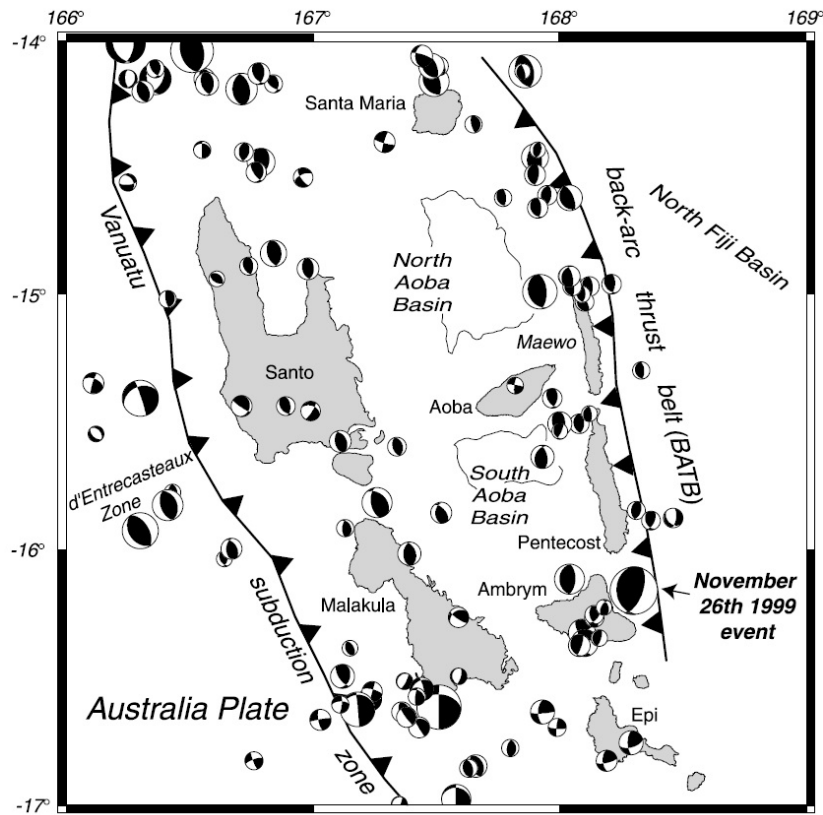 166°
167°
168°
169°
-14°
-15°
-16°
-17°
Santa Maria
Vanuatu
subduction
zone
back-arc
thrust
belt (BATB)
North Fiji Basin
North
Aoba
Basin
Maewo
Santo
Aoba
d'Entrecasteaux
Zone
South
Aoba
Basin
Pentecost
Ambrym
November
26th 1999
event
Malakula
Australia Plate
Epi